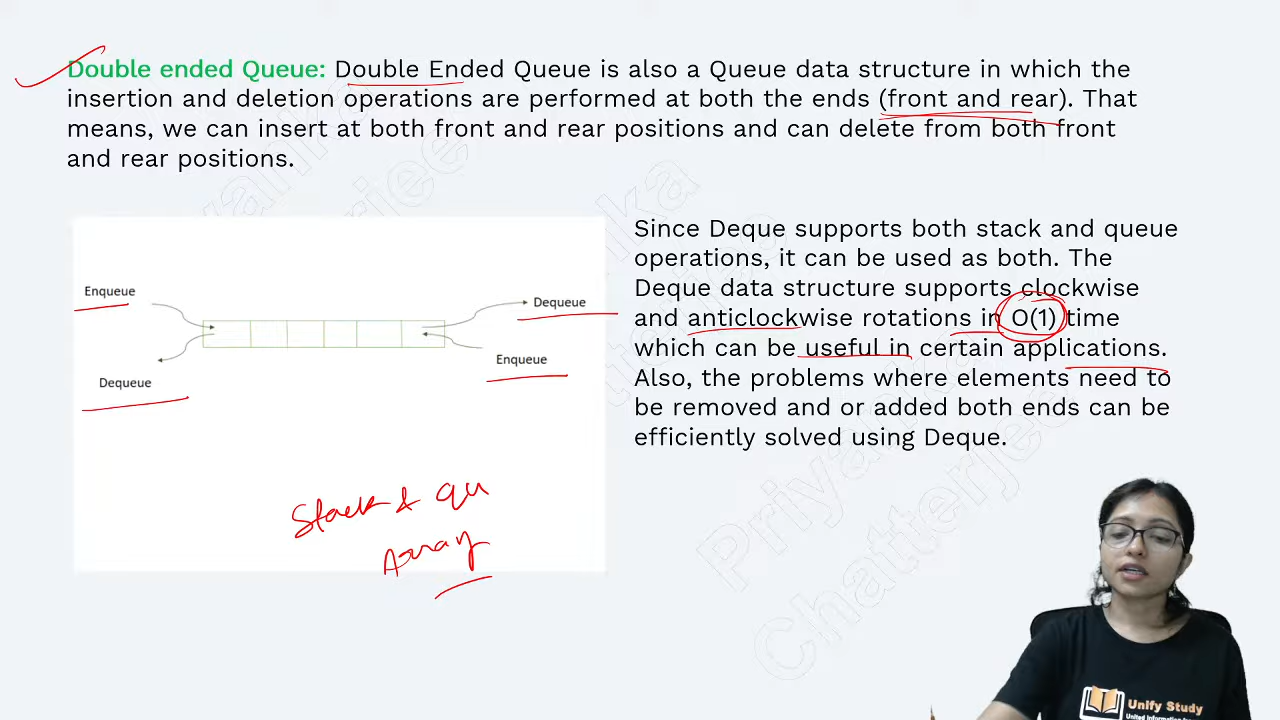 Double ended Queue: Double Ended Queue is also a Queue data structure in which the
insertion and deletion operations are performed at both the ends (front and rear). That
means, we can insert at both front and rear positions and can delete from both front
and rear positions.
Enqueue
Dequeue
Dequeue
Enqueue
Since Deque supports both stack and queue
operations, it can be used as both. The
Deque data structure supports clockwise
and anticlockwise rotations in O(1) time
which can be useful in certain applications.
Also, the problems where elements need to
be removed and or added both ends can be
efficiently solved using Deque.
Stack & qu
Array
Priyanka
Chatterjee
Unify Study